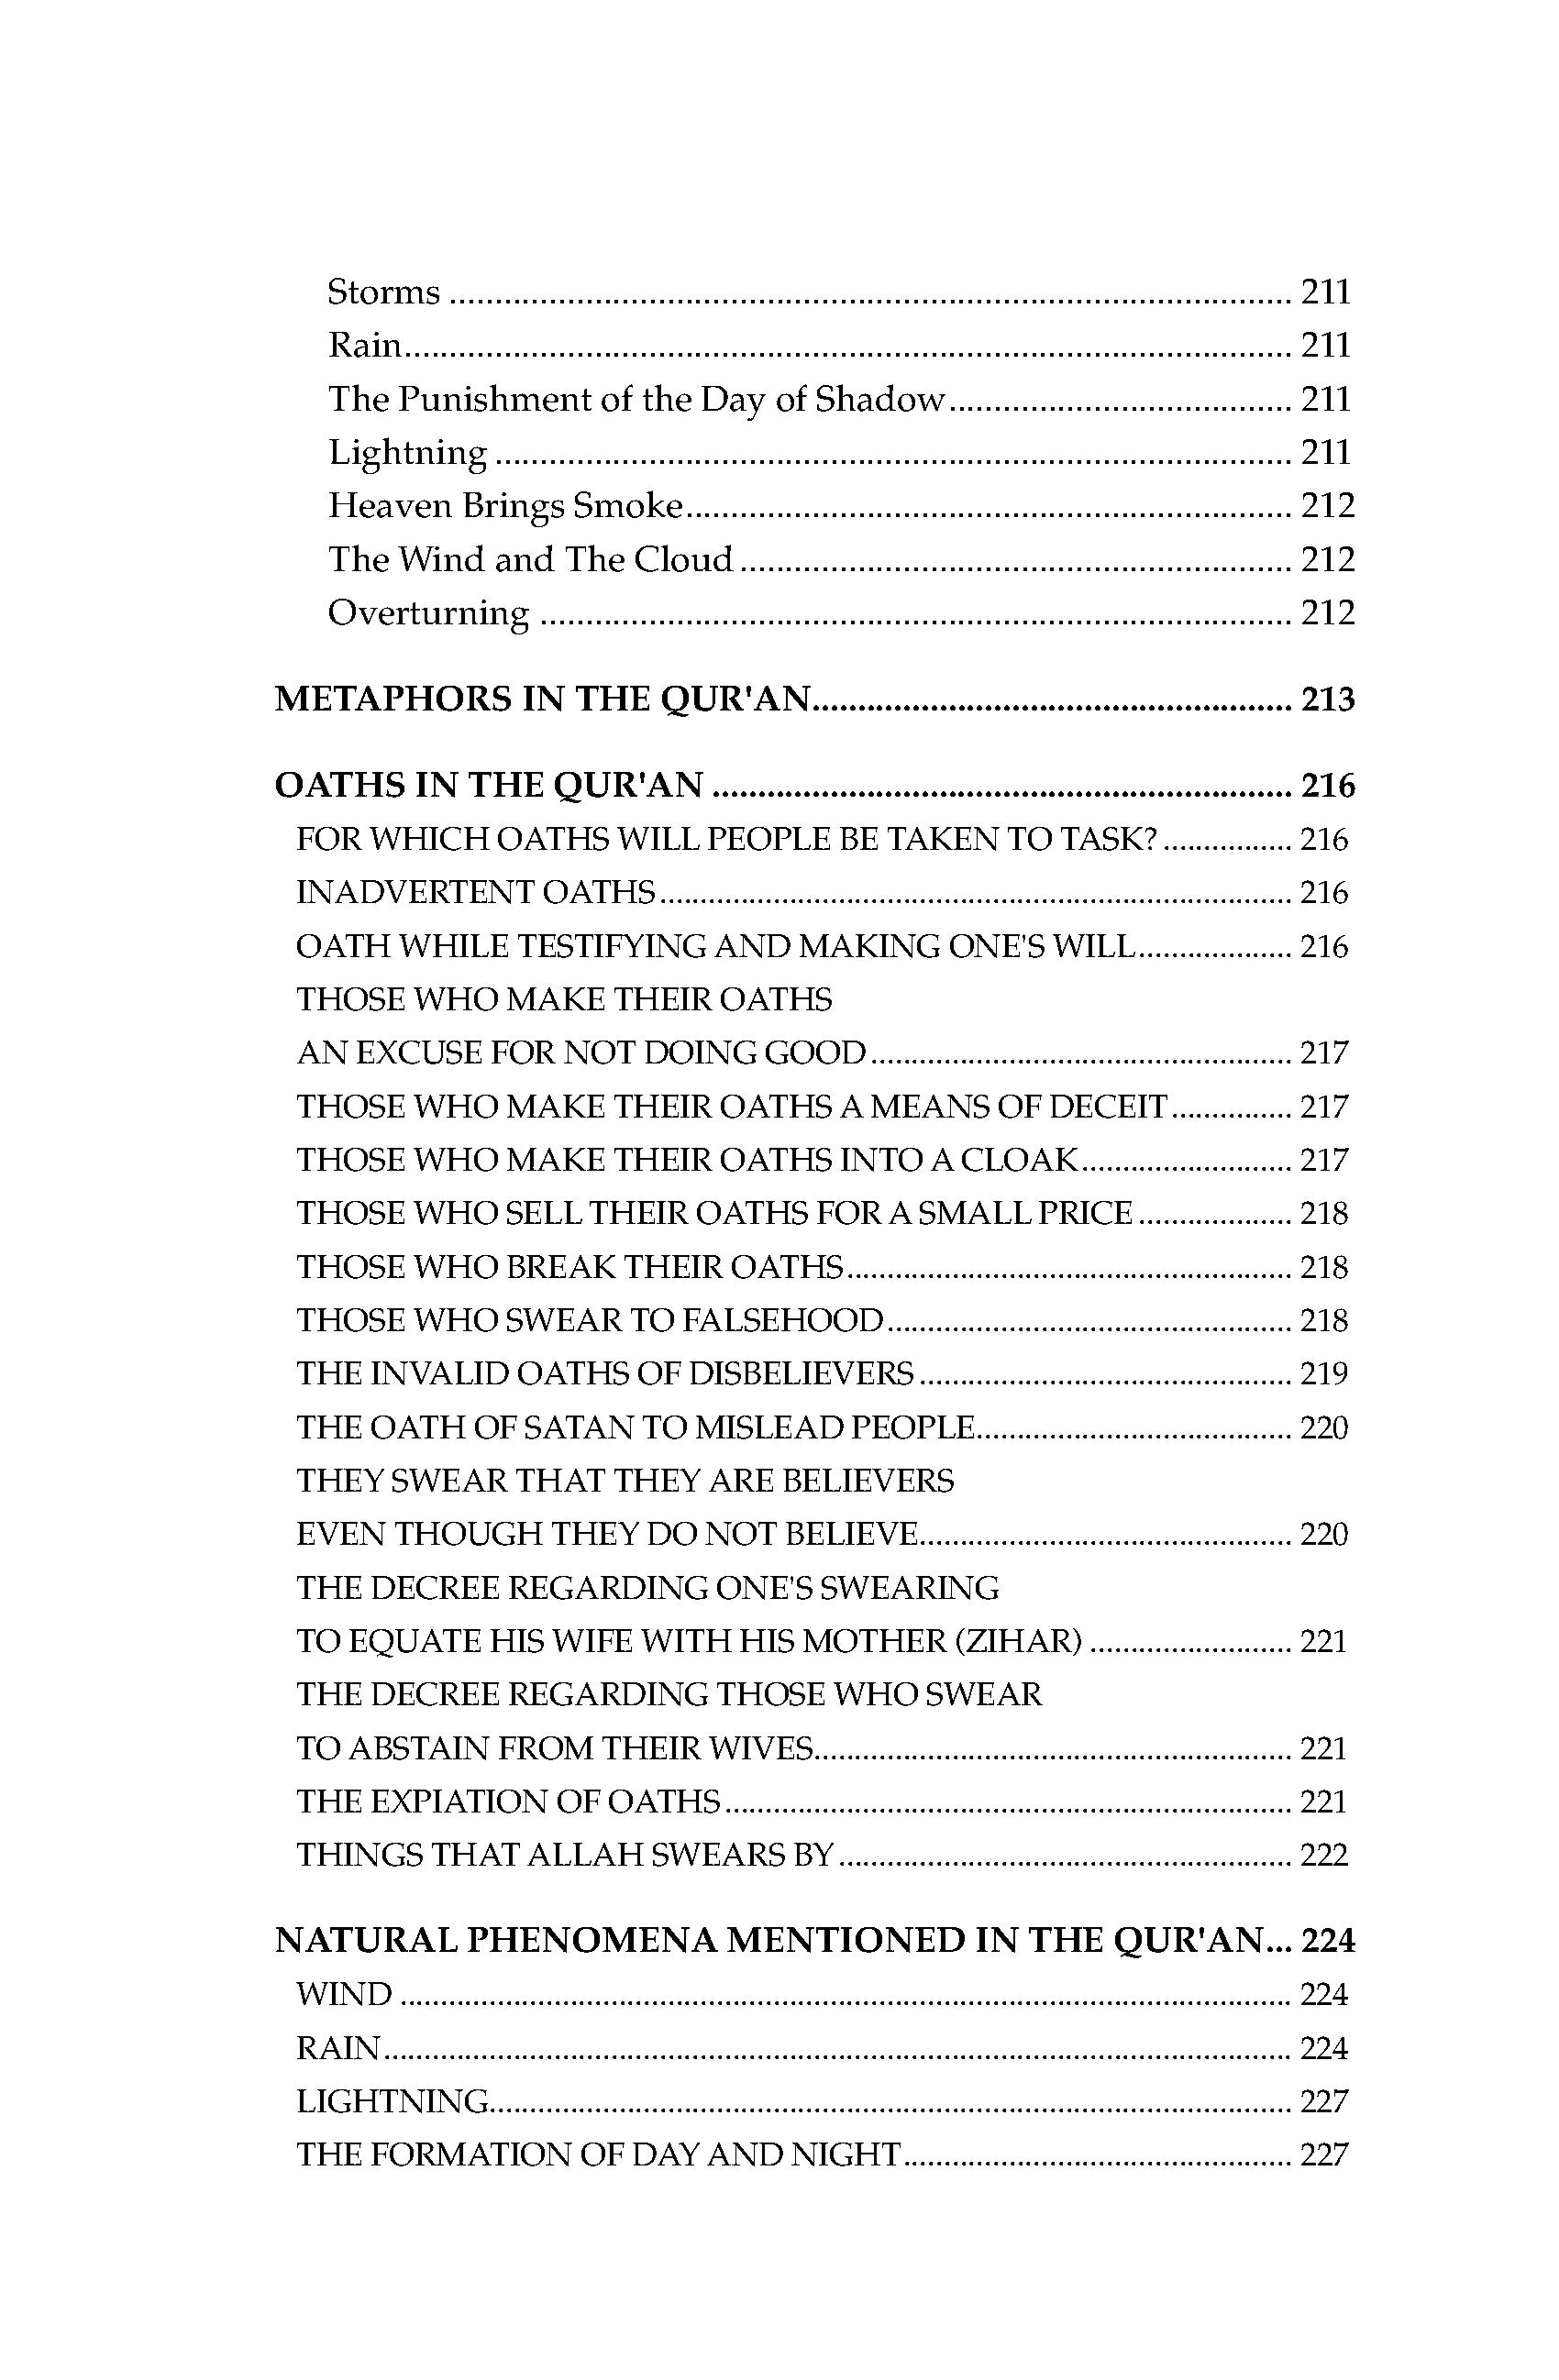 Storms ................................................................................................ 211
Rain..................................................................................................... 211
The Punishment of the Day of Shadow...................................... 211
Lightning ........................................................................................... 211
Heaven Brings Smoke..................................................................... 212
The Wind and The Cloud .............................................................. 212
Overturning ..................................................................................... 212
METAPHORS IN THE QUR'AN..................................................... 213
OATHS IN THE QUR'AN ................................................................ 216
FOR WHICH OATHS WILL PEOPLE BE TAKEN TO TASK? ................ 216
INADVERTENT OATHS.............................................................................. 216
OATH WHILE TESTIFYING AND MAKING ONE'S WILL................... 216
THOSE WHO MAKE THEIR OATHS
AN EXCUSE FOR NOT DOING GOOD.................................................... 217
THOSE WHO MAKE THEIR OATHS A MEANS OF DECEIT............... 217
THOSE WHO MAKE THEIR OATHS INTO A CLOAK.......................... 217
THOSE WHO SELL THEIR OATHS FOR A SMALL PRICE ................... 218
THOSE WHO BREAK THEIR OATHS....................................................... 218
THOSE WHO SWEAR TO FALSEHOOD.................................................. 218
THE INVALID OATHS OF DISBELIEVERS .............................................. 219
THE OATH OF SATAN TO MISLEAD PEOPLE....................................... 220
THEY SWEAR THAT THEY ARE BELIEVERS
EVEN THOUGH THEY DO NOT BELIEVE.............................................. 220
THE DECREE REGARDING ONE'S SWEARING
TO EQUATE HIS WIFE WITH HIS MOTHER (ZIHAR) ......................... 221
THE DECREE REGARDING THOSE WHO SWEAR
TO ABSTAIN FROM THEIR WIVES........................................................... 221
THE EXPIATION OF OATHS...................................................................... 221
THINGS THAT ALLAH SWEARS BY ........................................................ 222
NATURAL PHENOMENA MENTIONED IN THE QUR'AN... 224
WIND .............................................................................................................. 224
RAIN................................................................................................................ 224
LIGHTNING................................................................................................... 227
THE FORMATION OF DAY AND NIGHT................................................ 227